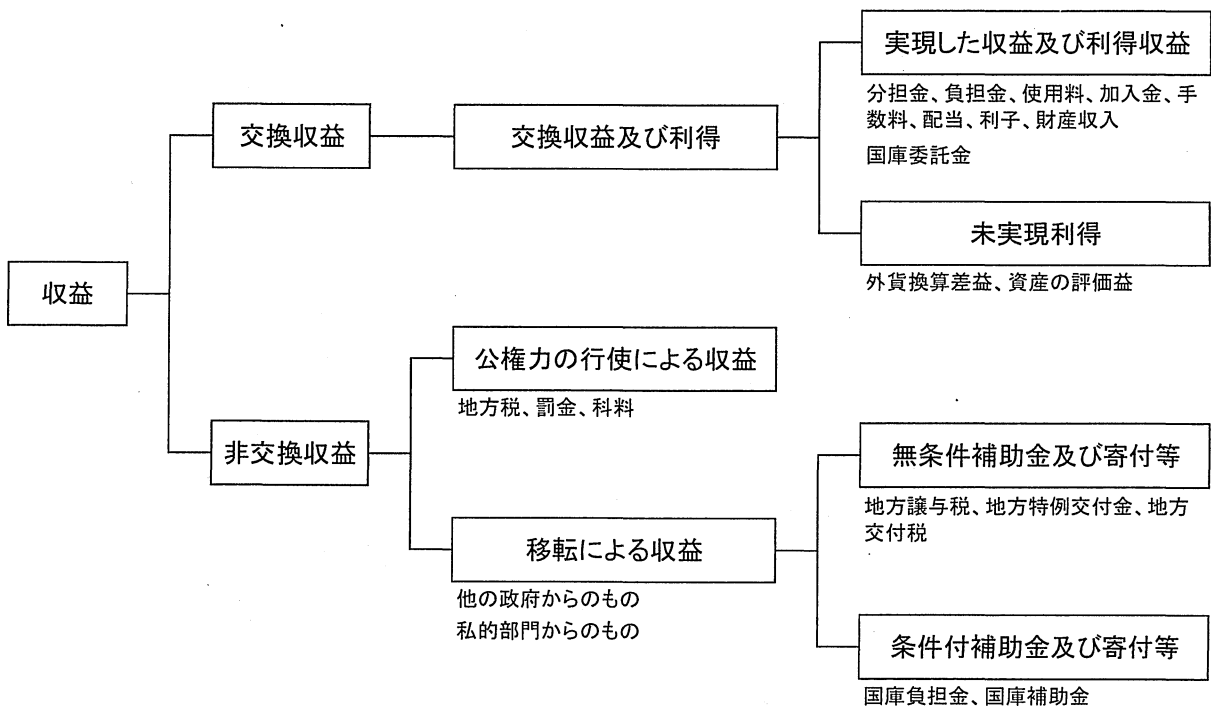 収益
交換収益
交換収益及び利得
実現した収益及び利得収益
分担金、負担金、使用料、加入金、手
数料、配当、利子、財産収入
国庫委託金
未実現利得
外貨換算差益、資産の評価益
非交換収益
公権力の行使による収益
地方税、罰金、科料
移転による収益
他の政府からのもの
私的部門からのもの
無条件補助金及び寄付等
地方譲与税、地方特例交付金、地方
交付税
条件付補助金及び寄付等
国庫負担金、国庫補助金